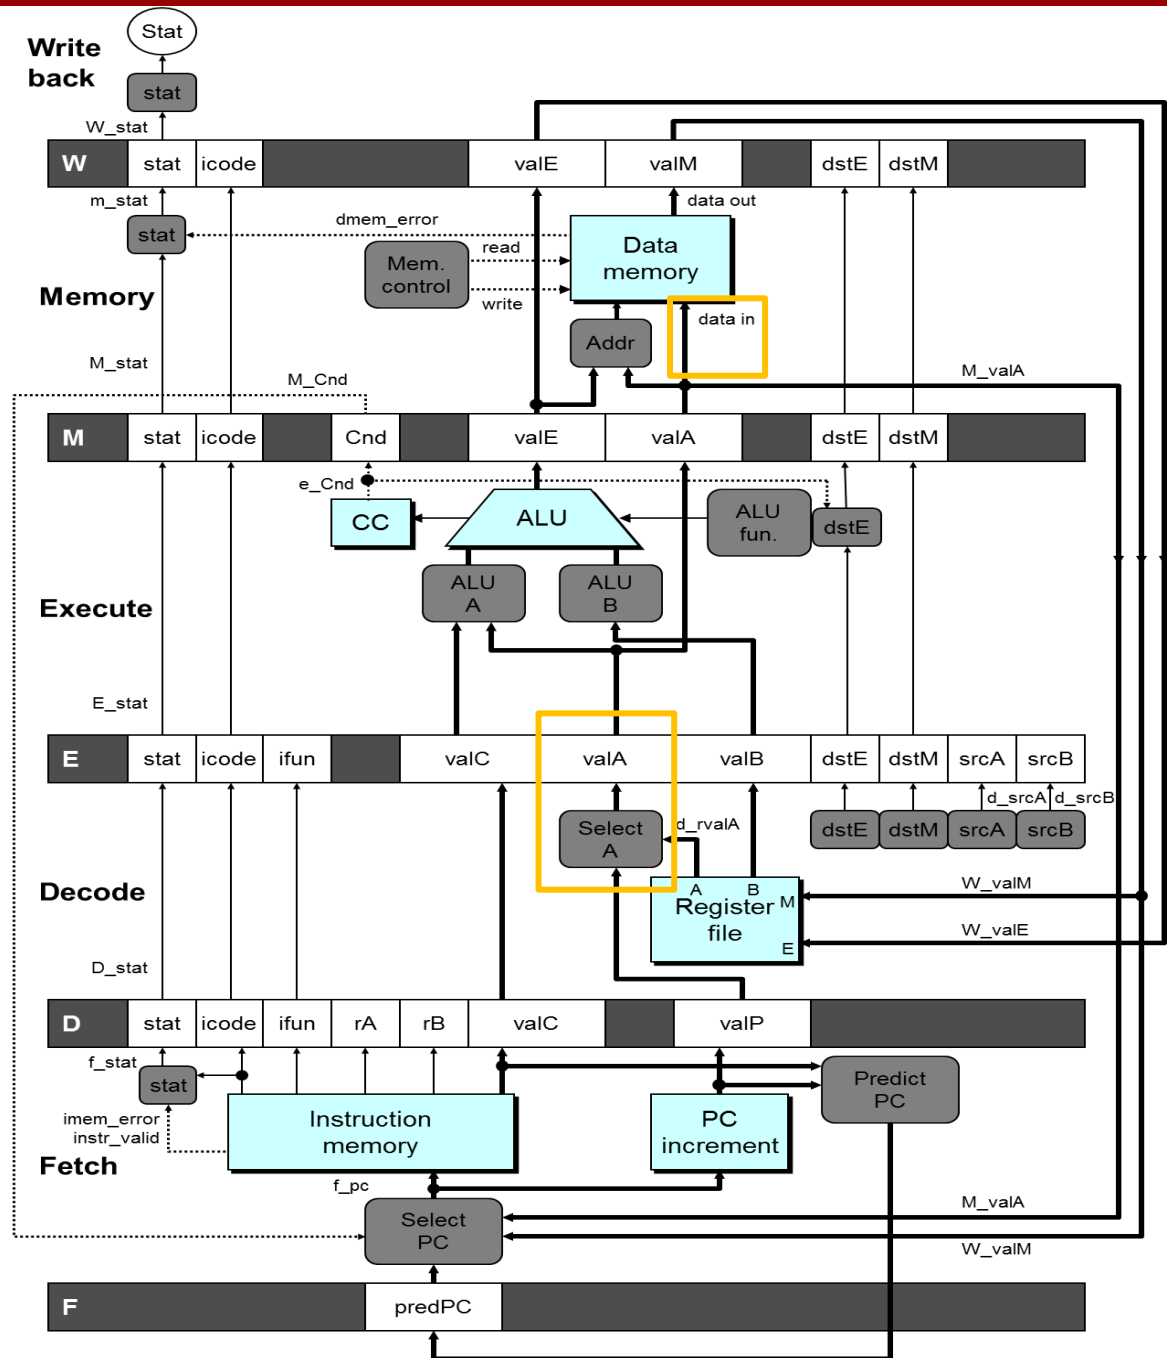 Stat
Write
back
stat
W_stat
W stat icode valE valM dstE dstM
m_stat
data out
stat
dmem_error
Data
memory
read
Mem.
control
write
Memory
data in
Addr
M_stat
M_Cnd
M_valA
M stat icode Cnd valE valA dstE dstM
e_Cnd
CC
ALU
ALU
fun.
dstE
ALU
A
ALU
B
Execute
E_stat
E stat icode ifun valC valA valB dstE dstM srcA srcB
d_srcA d_srcB
Select
A
d_rvalA
dstE dstM srcA srcB
Decode
A B
M
Register
file
E
W_valM
W_valE
D_stat
D stat icode ifun rA rB valC valP
f_stat
stat
Predict
PC
imem_error
instr_valid
Instruction
memory
PC
increment
Fetch
f_pc
Select
PC
M_valA
W_valM
F predPC